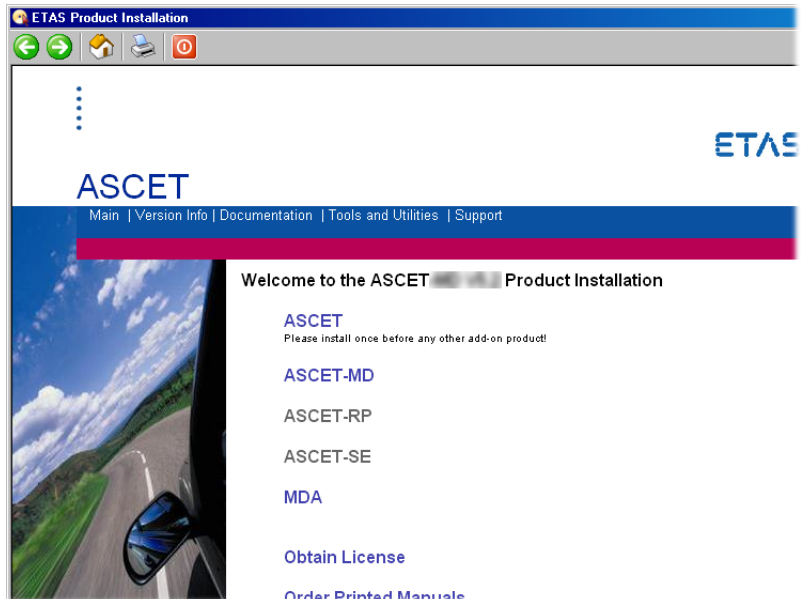 ETAS Product Installation
ETAS
ASCET
Main | Version Info | Documentation | Tools and Utilities | Support
Welcome to the ASCET Product Installation
ASCET
Please install once before any other add-on product!
ASCET-MD
ASCET-RP
ASCET-SE
MDA
Obtain License
Order Printed Manuals